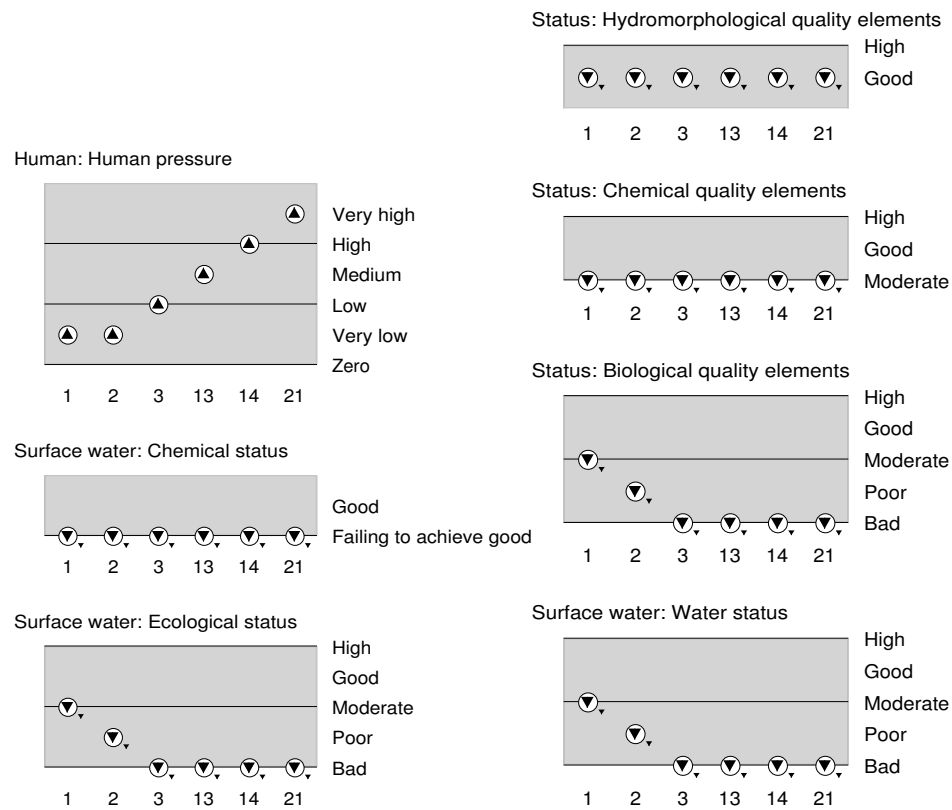 Human: Human pressure
Very high
High
Medium
Low
Very low
Zero
1 2 3 13 14 21
Surface water: Chemical status
Good
Failing to achieve good
1 2 3 13 14 21
Surface water: Ecological status
High
Good
Moderate
Poor
Bad
1 2 3 13 14 21
Status: Hydromorphological quality elements
High
Good
1 2 3 13 14 21
Status: Chemical quality elements
High
Good
Moderate
1 2 3 13 14 21
Status: Biological quality elements
High
Good
Moderate
Poor
Bad
1 2 3 13 14 21
Surface water: Water status
High
Good
Moderate
Poor
Bad
1 2 3 13 14 21